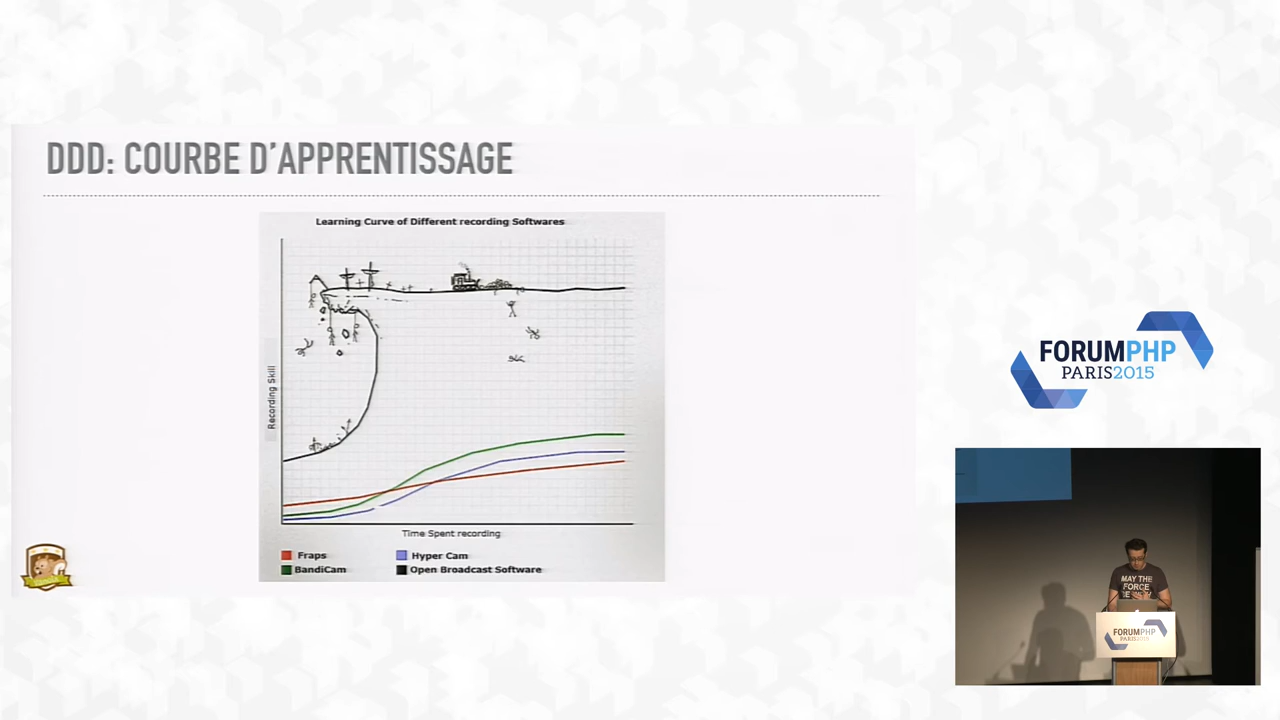 DDD: COURBE D'APPRENTISSAGE
Learning Curve of Different recording Softwares
Recording Skill
Time Spent recording
Fraps
Hyper Cam
BandiCam
Open Broadcast Software
FORUMPHP
PARIS2015
MAY THE
FORCE
FORUMPHP
PARIS2015